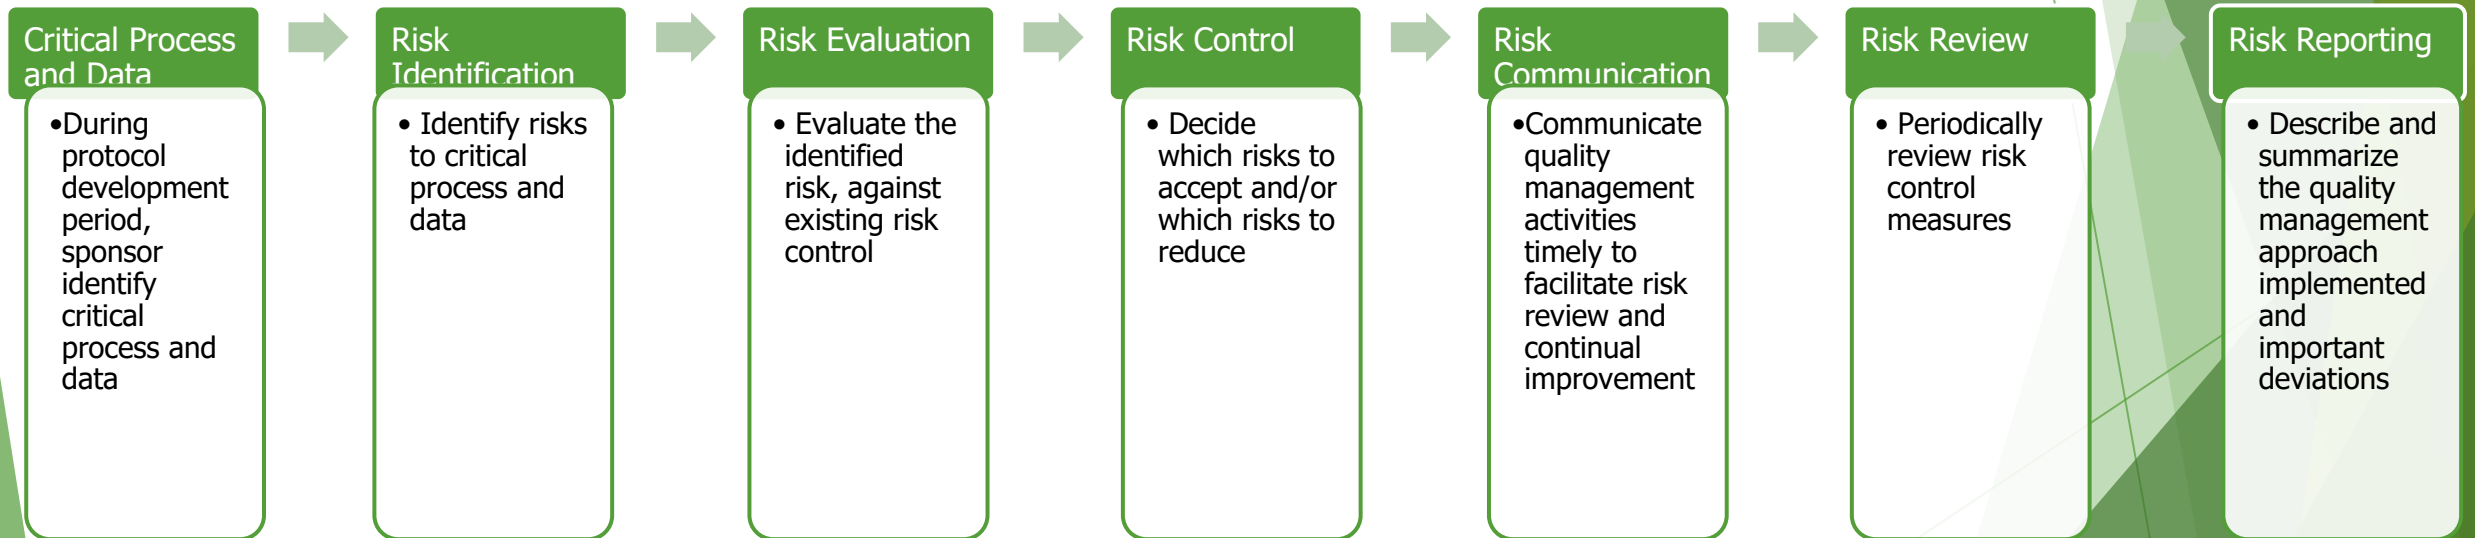 Critical Process
and Data
•During
protocol
development
period,
sponsor
identify
critical
process and
data
Risk
Identification
• Identify risks
to critical
process and
data
Risk Evaluation
• Evaluate the
identified
risk, against
existing risk
control
Risk Control
• Decide
which risks to
accept and/or
which risks to
reduce
Risk
Communication
•Communicate
quality
management
activities
timely to
facilitate risk
review and
continual
improvement
Risk Review
• Periodically
review risk
control
measures
Risk Reporting
• Describe and
summarize
the quality
management
approach
implemented
and
important
deviations